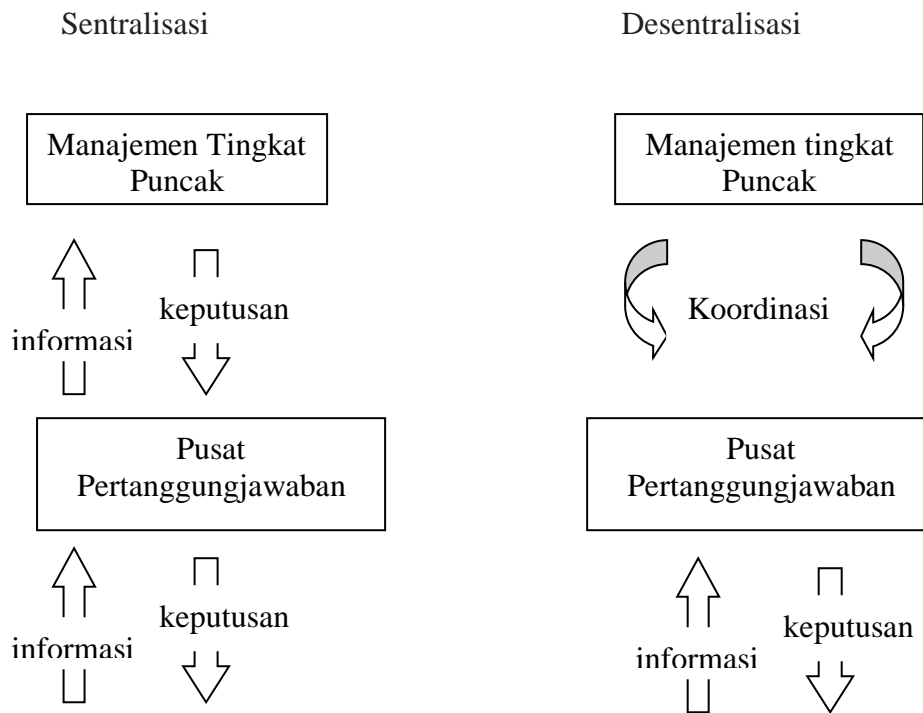 Sentralisasi
Desentralisasi
Manajemen Tingkat
Puncak
Manajemen tingkat
Puncak
informasi
keputusan
Koordinasi
Pusat
Pertanggungjawaban
Pusat
Pertanggungjawaban
informasi
keputusan
informasi
keputusan